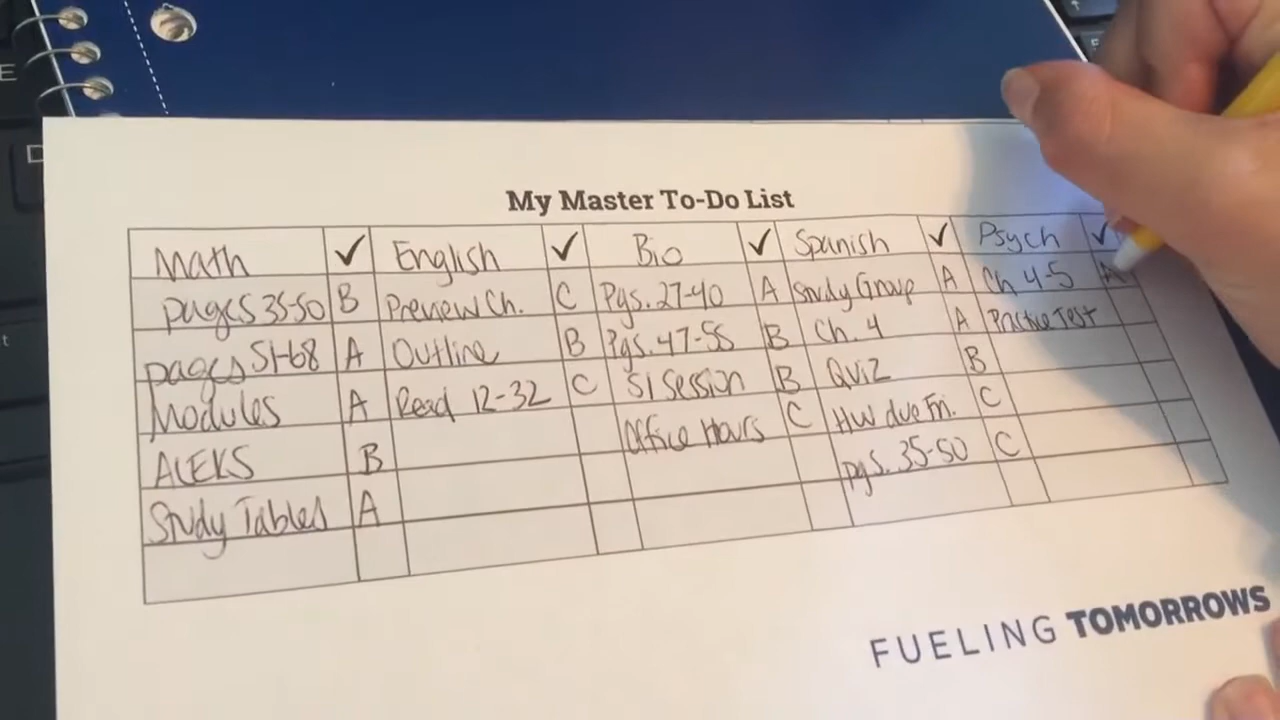 My Master To-Do List
Math ✓ English ✓ Bio ✓ Spanish ✓ Psych ✓
pages 35-50 B Preview Ch. C Pgs. 27-40 A Study Group A Ch 4-5 A
pages 51-68 A Outline B Pgs. 47-55 B Ch. 4 A Practice Test
Modules A Read 12-32 C SI Session B Quiz B
ALEKS B Office Hours C HW due Fri. C
Study Tables A pgs. 35-50 C
FUELING TOMORROWS